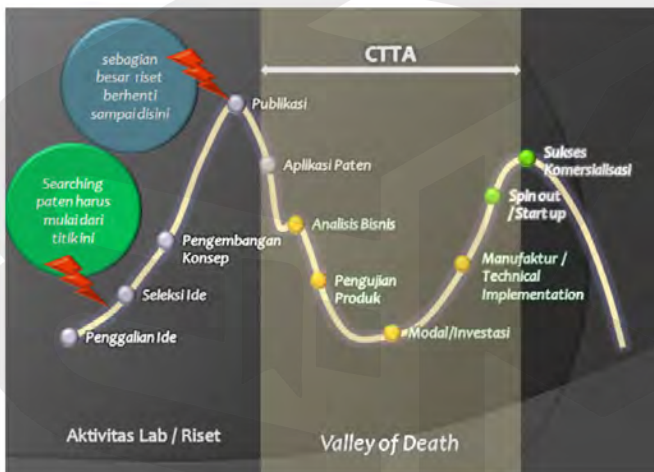 sebagian
besar riset
berhenti
sampai disini
CTTA
Publikasi
Searching
paten harus
mulai dari
titik ini
Aplikasi Paten
Sukses
Komersialisasi
Analisis Bisnis
Spin out
/Start up
Pengembangan
Konsep
Pengujian
Produk
Manufaktur /
Technical
Implementation
Seleksi Ide
Penggalian Ide
Modal/Investasi
Aktivitas Lab / Riset
Valley of Death